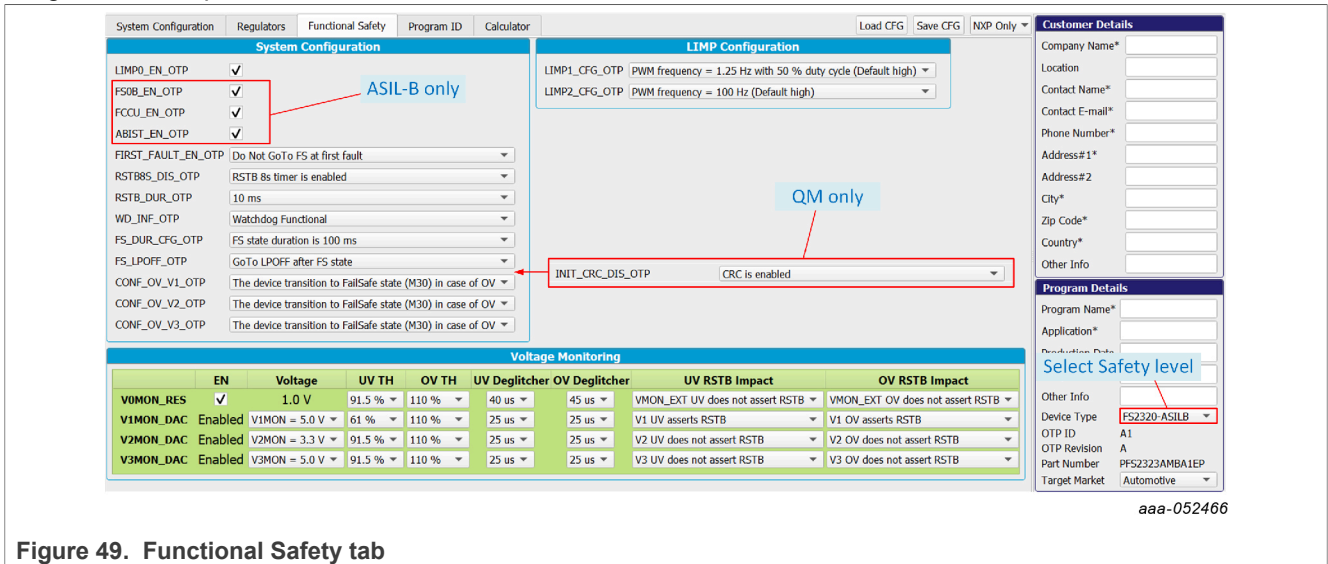 System Configuration Regulators Functional Safety Program ID Calculator Load CFG Save CFG NXP Only
System Configuration
LIMP0_EN_OTP
FS0B_EN_OTP
FCCU_EN_OTP
ABIST_EN_OTP
ASIL-B only
FIRST_FAULT_EN_OTP Do Not GoTo FS at first fault
RSTB8S_DIS_OTP RSTB 8s timer is enabled
RSTB_DUR_OTP 10 ms
WD_INF_OTP Watchdog Functional
FS_DUR_CFG_OTP FS state duration is 100 ms
FS_LPOFF_OTP GoTo LPOFF after FS state
CONF_OV_V1_OTP The device transition to FailSafe state (M30) in case of OV
CONF_OV_V2_OTP The device transition to FailSafe state (M30) in case of OV
CONF_OV_V3_OTP The device transition to FailSafe state (M30) in case of OV
LIMP Configuration
LIMP1_CFG_OTP PWM frequency = 1.25 Hz with 50 % duty cycle (Default high)
LIMP2_CFG_OTP PWM frequency = 100 Hz (Default high)
QM only
INIT_CRC_DIS_OTP CRC is enabled
Voltage Monitoring
EN Voltage UV TH OV TH UV Deglitcher OV Deglitcher UV RSTB Impact OV RSTB Impact
V0MON_RES 1.0 V 91.5 % 110 % 40 us 45 us VMON_EXT UV does not assert RSTB VMON_EXT OV does not assert RSTB
V1MON_DAC Enabled V1MON = 5.0 V 61 % 110 % 25 us 25 us V1 UV asserts RSTB V1 OV asserts RSTB
V2MON_DAC Enabled V2MON = 3.3 V 91.5 % 110 % 25 us 25 us V2 UV does not assert RSTB V2 OV does not assert RSTB
V3MON_DAC Enabled V3MON = 5.0 V 91.5 % 110 % 25 us 25 us V3 UV does not assert RSTB V3 OV does not assert RSTB
Customer Details
Company Name*
Location
Contact Name*
Contact E-mail*
Phone Number*
Address#1*
Address#2
City*
Zip Code*
Country*
Other Info
Program Details
Program Name*
Application*
Production Date
Select Safety level
Other Info
Device Type FS2320-ASILB
OTP ID A1
OTP Revision A
Part Number PFS2323AMBA1EP
Target Market Automotive
aaa-052466
Figure 49. Functional Safety tab